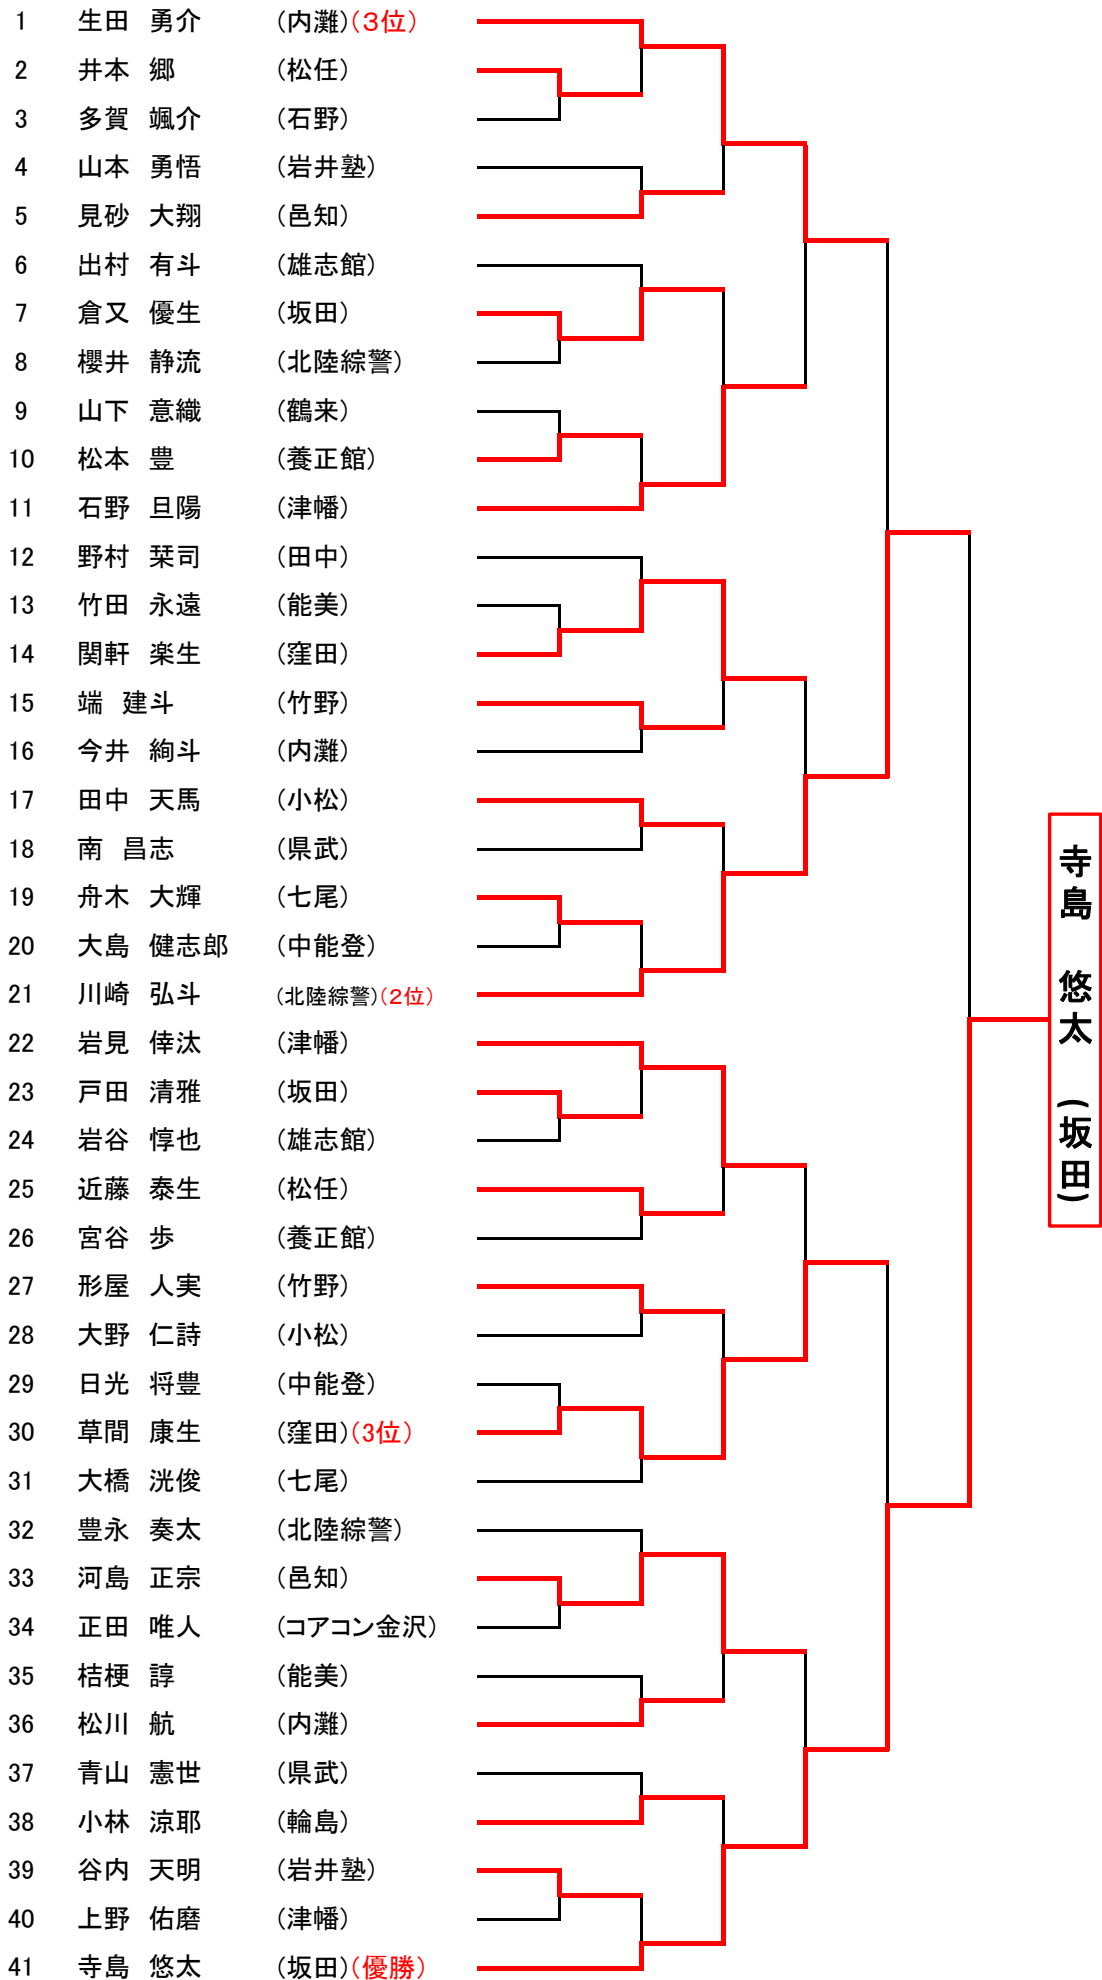 1 生田 勇介 (内灘)(3位)
2 井本 郷 (松任)
3 多賀 颯介 (石野)
4 山本 勇悟 (岩井塾)
5 見砂 大翔 (邑知)
6 出村 有斗 (雄志館)
7 倉又 優生 (坂田)
8 櫻井 静流 (北陸綜警)
9 山下 意織 (鶴来)
10 松本 豊 (養正館)
11 石野 旦陽 (津幡)
12 野村 栞司 (田中)
13 竹田 永遠 (能美)
14 関軒 楽生 (窪田)
15 端 建斗 (竹野)
16 今井 絢斗 (内灘)
17 田中 天馬 (小松)
18 南 昌志 (県武)
19 舟木 大輝 (七尾)
20 大島 健志郎 (中能登)
21 川崎 弘斗 (北陸綜警)(2位)
22 岩見 倖汰 (津幡)
23 戸田 清雅 (坂田)
24 岩谷 惇也 (雄志館)
25 近藤 泰生 (松任)
26 宮谷 歩 (養正館)
27 形屋 人実 (竹野)
28 大野 仁詩 (小松)
29 日光 将豊 (中能登)
30 草間 康生 (窪田)(3位)
31 大橋 洸俊 (七尾)
32 豊永 奏太 (北陸綜警)
33 河島 正宗 (邑知)
34 正田 唯人 (コアコン金沢)
35 桔梗 諄 (能美)
36 松川 航 (内灘)
37 青山 憲世 (県武)
38 小林 涼耶 (輪島)
39 谷内 天明 (岩井塾)
40 上野 佑磨 (津幡)
41 寺島 悠太 (坂田)(優勝)
寺島 悠太 (坂田)